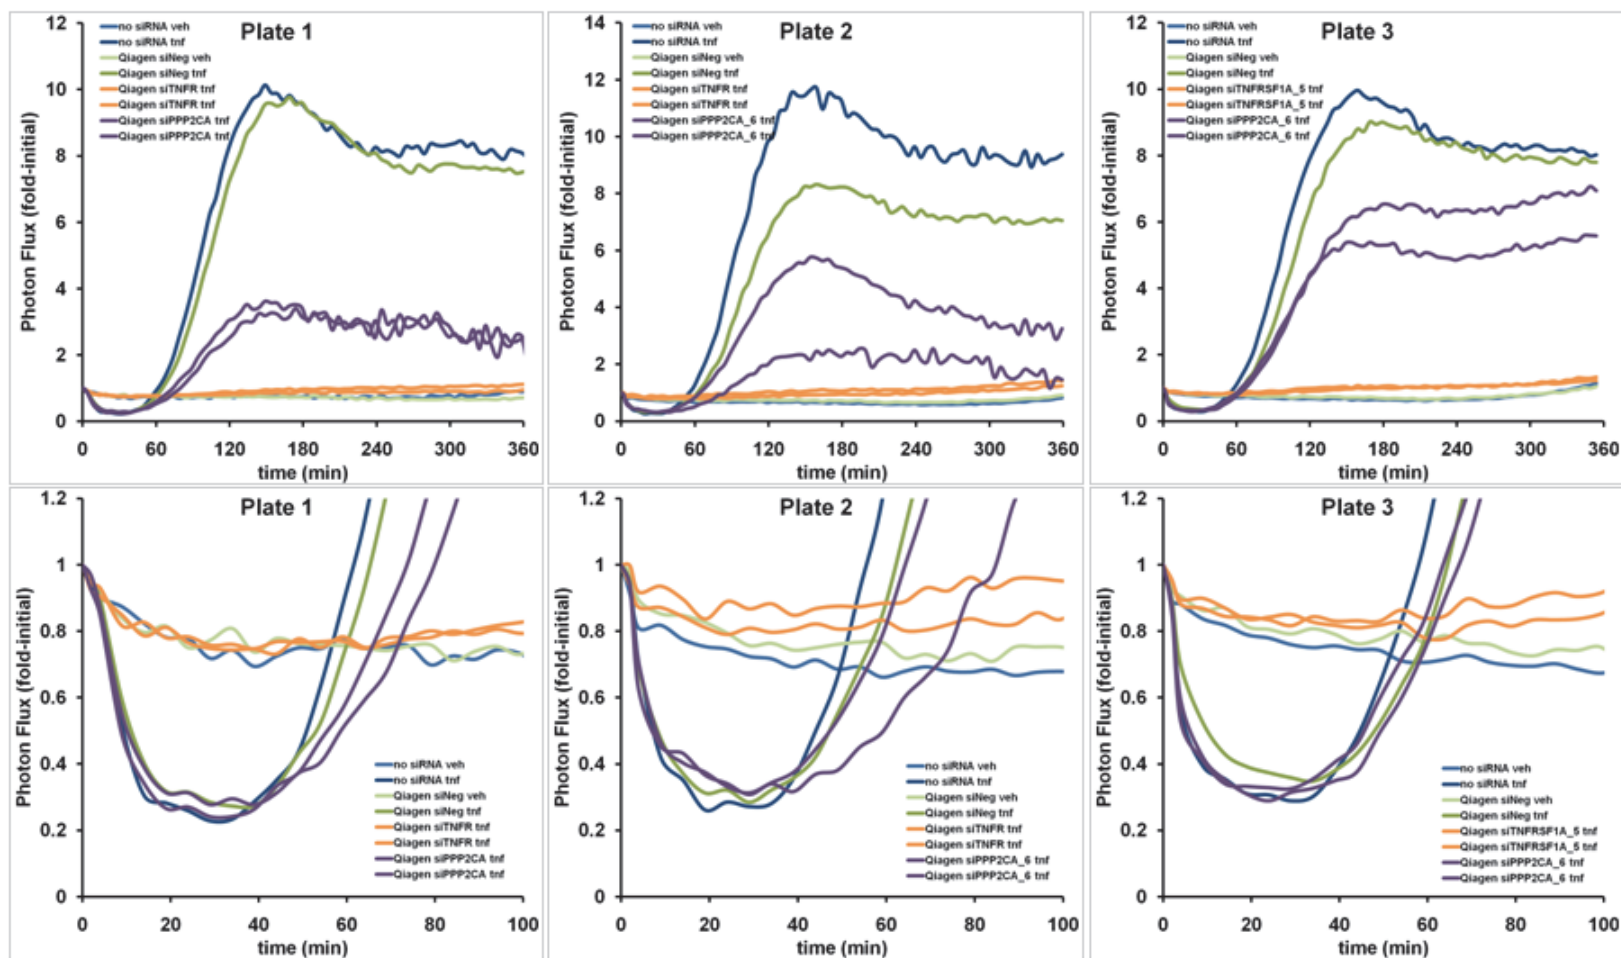 Plate 1
no siRNA veh
no siRNA tnf
Qiagen siNeg veh
Qiagen siNeg tnf
Qiagen siTNFR tnf
Qiagen siTNFR tnf
Qiagen siPPP2CA tnf
Qiagen siPPP2CA tnf
Photon Flux (fold-initial)
12
10
8
6
4
2
0
0 60 120 180 240 300 360
time (min)
Plate 2
no siRNA veh
no siRNA tnf
Qiagen siNeg veh
Qiagen siNeg tnf
Qiagen siTNFR tnf
Qiagen siTNFR tnf
Qiagen siPPP2CA_6 tnf
Qiagen siPPP2CA_6 tnf
Photon Flux (fold-initial)
14
12
10
8
6
4
2
0
0 60 120 180 240 300 360
time (min)
Plate 3
no siRNA veh
no siRNA tnf
Qiagen siNeg veh
Qiagen siNeg tnf
Qiagen siTNFRSF1A_5 tnf
Qiagen siTNFRSF1A_5 tnf
Qiagen siPPP2CA_6 tnf
Qiagen siPPP2CA_6 tnf
Photon Flux (fold-initial)
12
10
8
6
4
2
0
0 60 120 180 240 300 360
time (min)
Plate 1
Photon Flux (fold-initial)
1.2
1
0.8
0.6
0.4
0.2
0
no siRNA veh
no siRNA tnf
Qiagen siNeg veh
Qiagen siNeg tnf
Qiagen siTNFR tnf
Qiagen siTNFR tnf
Qiagen siPPP2CA tnf
Qiagen siPPP2CA tnf
0 20 40 60 80 100
time (min)
Plate 2
Photon Flux (fold-initial)
1.2
1
0.8
0.6
0.4
0.2
0
no siRNA veh
no siRNA tnf
Qiagen siNeg veh
Qiagen siNeg tnf
Qiagen siTNFR tnf
Qiagen siTNFR tnf
Qiagen siPPP2CA_6 tnf
Qiagen siPPP2CA_6 tnf
0 20 40 60 80 100
time (min)
Plate 3
Photon Flux (fold-initial)
1.2
1
0.8
0.6
0.4
0.2
0
no siRNA veh
no siRNA tnf
Qiagen siNeg veh
Qiagen siNeg tnf
Qiagen siTNFRSF1A_5 tnf
Qiagen siTNFRSF1A_5 tnf
Qiagen siPPP2CA_6 tnf
Qiagen siPPP2CA_6 tnf
0 20 40 60 80 100
time (min)